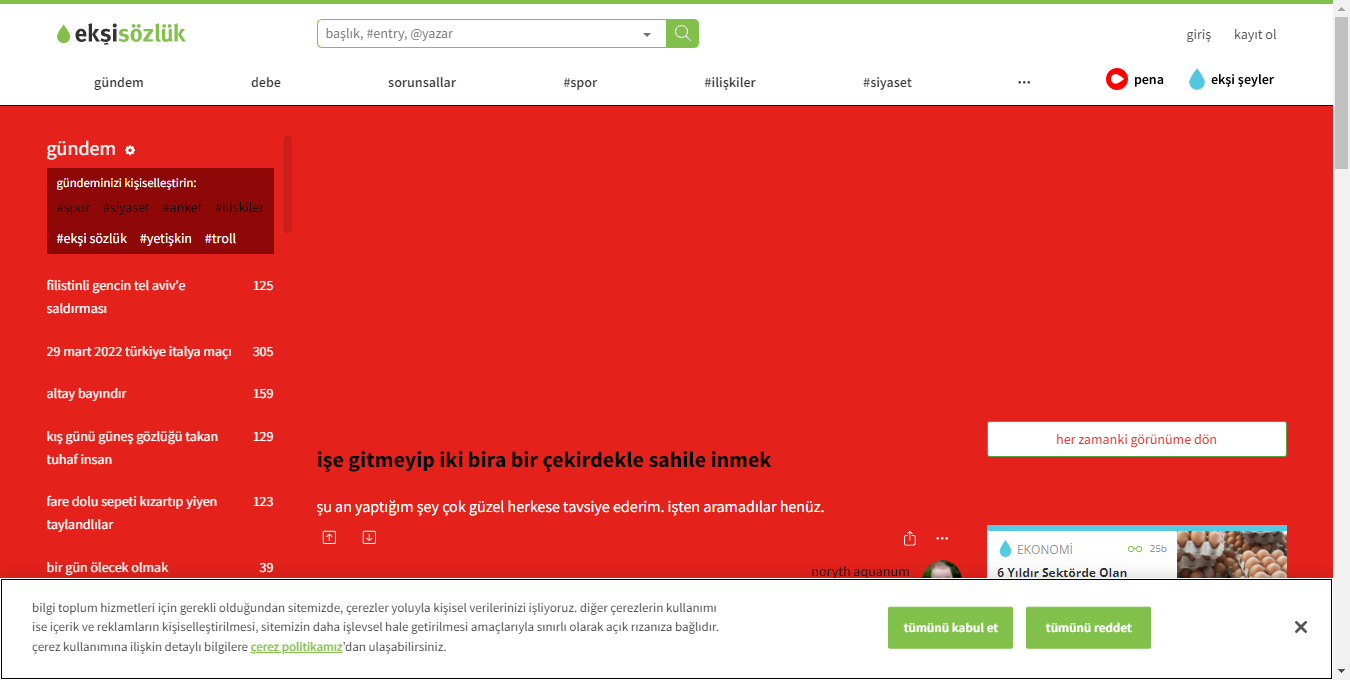 ekşisözlük
başlık, #entry, @yazar
giriş
kayıt ol
gündem
debe
sorunsallar
#spor
#ilişkiler
#siyaset
...
pena
ekşi şeyler
gündem
gündeminizi kişiselleştirin:
#spor #siyaset #anket #ilişkiler
#ekşi sözlük #yetişkin #troll
filistinli gencin tel aviv'e 125
saldırması
29 mart 2022 türkiye italya maçı 305
altay bayındır 159
kış günü güneş gözlüğü takan 129
tuhaf insan
fare dolu sepeti kızartıp yiyen 123
taylandlılar
bir gün ölecek olmak 39
işe gitmeyip iki bira bir çekirdekle sahile inmek
şu an yaptığım şey çok güzel herkese tavsiye ederim. işten aramadılar henüz.
noryth aquanum
her zamanki görünüme dön
EKONOMİ 25b
6 Yıldır Sektörde Olan
bilgi toplum hizmetleri için gerekli olduğundan sitemizde, çerezler yoluyla kişisel verilerinizi işliyoruz. diğer çerezlerin kullanımı
ise içerik ve reklamların kişiselleştirilmesi, sitemizin daha işlevsel hale getirilmesi amaçlarıyla sınırlı olarak açık rızanıza bağlıdır.
çerez kullanımına ilişkin detaylı bilgilere çerez politikamız'dan ulaşabilirsiniz.
tümünü kabul et
tümünü reddet